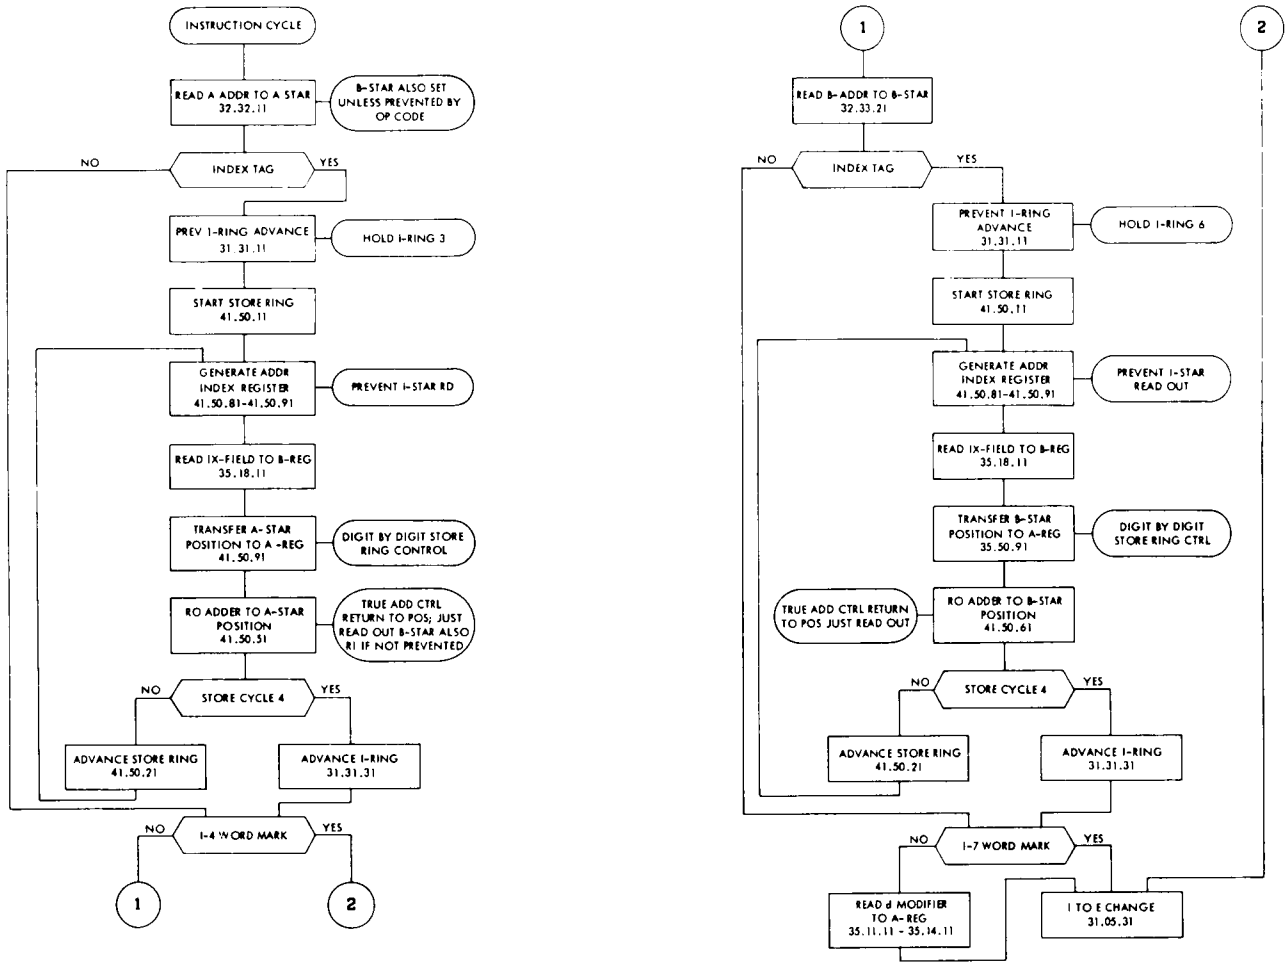 INSTRUCTION CYCLE
READ A ADDR TO A STAR
32.32.11
B-STAR ALSO SET
UNLESS PREVENTED BY
OP CODE
NO
INDEX TAG
YES
PREV I-RING ADVANCE
31.31.11
HOLD I-RING 3
START STORE RING
41.50.11
GENERATE ADDR
INDEX REGISTER
41.50.81-41.50.91
PREVENT I-STAR RD
READ IX-FIELD TO B-REG
35.18.11
TRANSFER A-STAR
POSITION TO A -REG
41.50.91
DIGIT BY DIGIT STORE
RING CONTROL
RO ADDER TO A-STAR
POSITION
41.50.51
TRUE ADD CTRL
RETURN TO POS; JUST
READ OUT B-STAR ALSO
RI IF NOT PREVENTED
NO
STORE CYCLE 4
YES
ADVANCE STORE RING
41.50.21
ADVANCE I-RING
31.31.31
NO
I-4 WORD MARK
YES
1
2
1
2
READ B-ADDR TO B-STAR
32.33.21
NO
INDEX TAG
YES
PREVENT I-RING
ADVANCE
31.31.11
HOLD I-RING 6
START STORE RING
41.50.11
GENERATE ADDR
INDEX REGISTER
41.50.81-41.50.91
PREVENT I-STAR
READ OUT
READ IX-FIELD TO B-REG
35.18.11
TRANSFER B-STAR
POSITION TO A-REG
35.50.91
DIGIT BY DIGIT
STORE RING CTRL
TRUE ADD CTRL RETURN
TO POS JUST READ OUT
RO ADDER TO B-STAR
POSITION
41.50.61
NO
STORE CYCLE 4
YES
ADVANCE STORE RING
41.50.21
ADVANCE I-RING
31.31.31
NO
I-7 WORD MARK
YES
READ d MODIFIER
TO A-REG
35.11.11 - 35.14.11
I TO E CHANGE
31.05.31